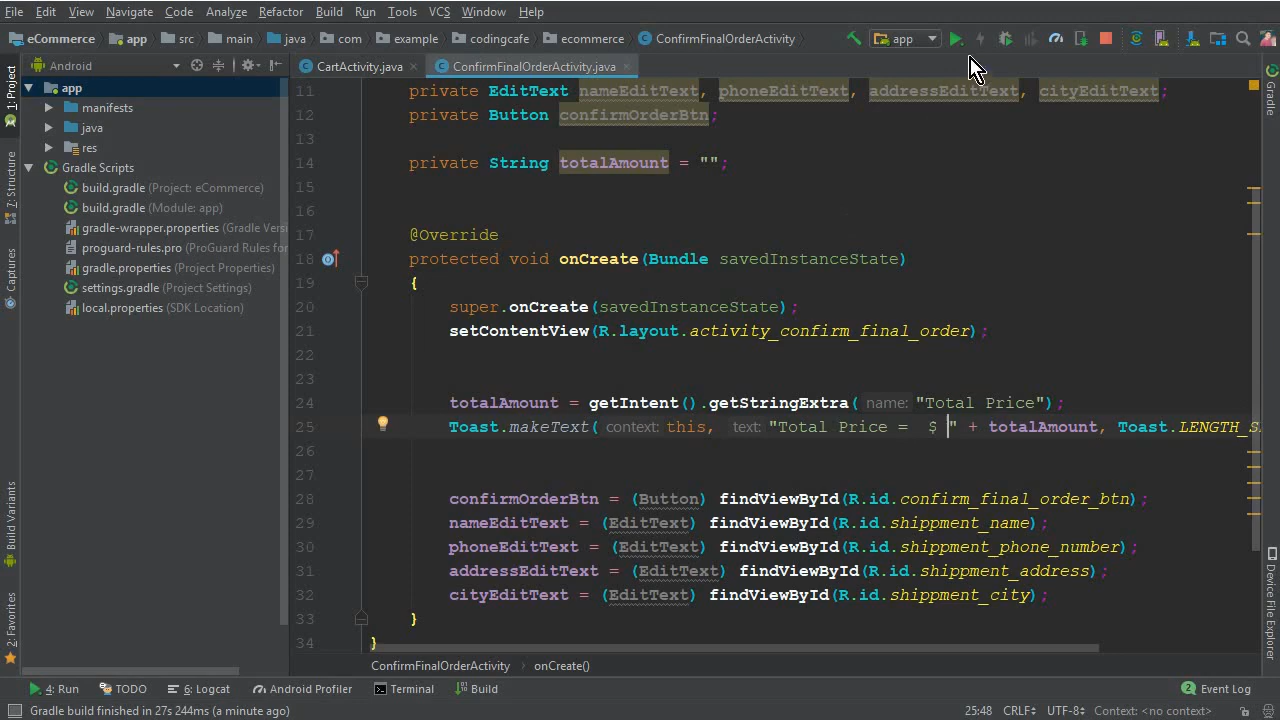 File Edit View Navigate Code Analyze Refactor Build Run Tools VCS Window Help
eCommerce app src main java com example codingcafe ecommerce ConfirmFinalOrderActivity app
1: Project
7: Structure
Captures
Build Variants
2: Favorites
Android
app
manifests
java
res
Gradle Scripts
build.gradle (Project: eCommerce)
build.gradle (Module: app)
gradle-wrapper.properties (Gradle Versi
proguard-rules.pro (ProGuard Rules for
gradle.properties (Project Properties)
settings.gradle (Project Settings)
local.properties (SDK Location)
CartActivity.java ConfirmFinalOrderActivity.java
11 private EditText nameEditText, phoneEditText, addressEditText, cityEditText;
12 private Button confirmOrderBtn;
13
14 private String totalAmount = "";
15
16
17 @Override
18 protected void onCreate(Bundle savedInstanceState)
19 {
20 super.onCreate(savedInstanceState);
21 setContentView(R.layout.activity_confirm_final_order);
22
23
24 totalAmount = getIntent().getStringExtra( name: "Total Price");
25 Toast.makeText( context: this, text: "Total Price =  $ " + totalAmount, Toast.LENGTH_S
26
27
28 confirmOrderBtn = (Button) findViewById(R.id.confirm_final_order_btn);
29 nameEditText = (EditText) findViewById(R.id.shippment_name);
30 phoneEditText = (EditText) findViewById(R.id.shippment_phone_number);
31 addressEditText = (EditText) findViewById(R.id.shippment_address);
32 cityEditText = (EditText) findViewById(R.id.shippment_city);
33 }
34 }
ConfirmFinalOrderActivity onCreate()
Gradle
Device File Explorer
4: Run TODO 6: Logcat Android Profiler Terminal Build 2 Event Log
Gradle build finished in 27s 244ms (a minute ago) 25:48 CRLF÷ UTF-8÷ Context: <no context>